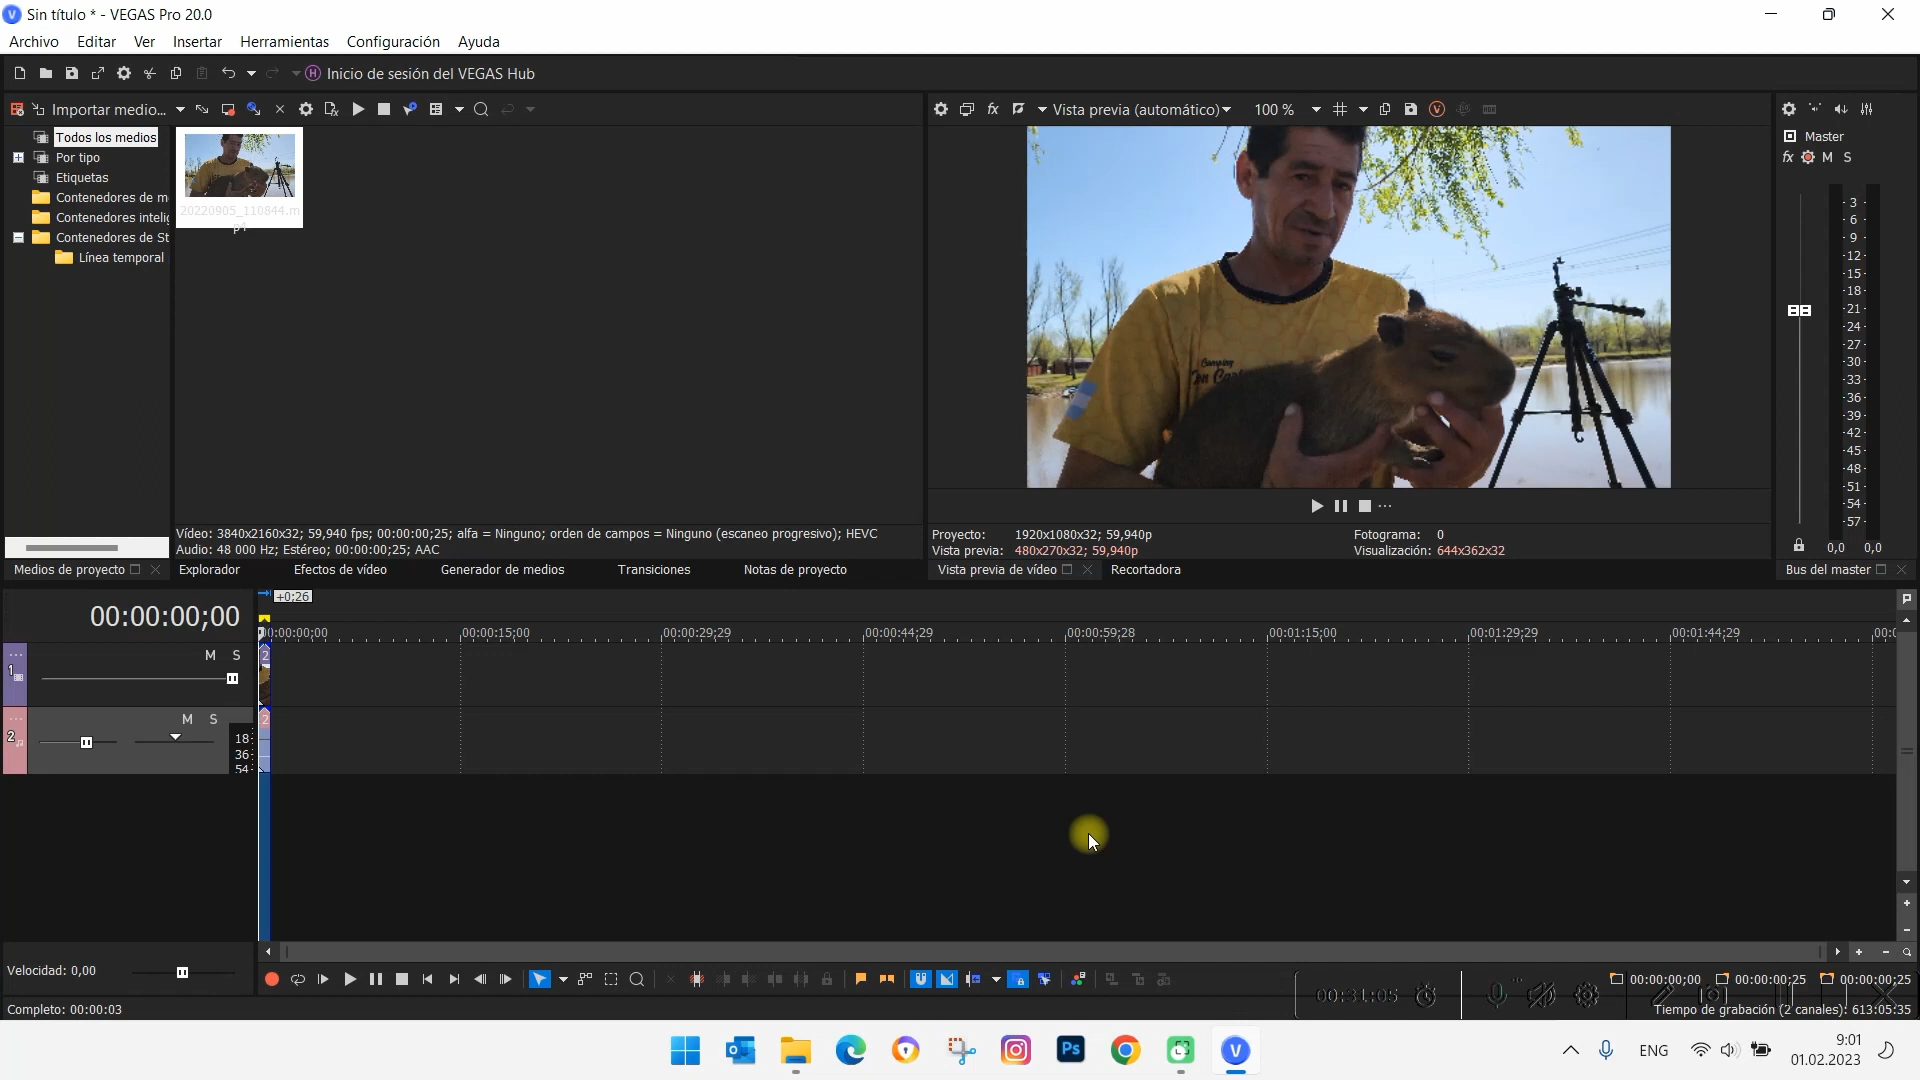 Sin título * - VEGAS Pro 20.0
Archivo Editar Ver Insertar Herramientas Configuración Ayuda
Inicio de sesión del VEGAS Hub
Importar medio...
Vista previa (automático) 100 %
Todos los medios
Por tipo
Etiquetas
Contenedores de m
Contenedores intelig
Contenedores de St
Línea temporal
20220905_110844.m
p4
Camping
Master
fx M S
3
6
9
-12-
-15-
-18-
-21-
-24-
-27-
-30-
-33-
-36-
-39-
-42-
-45-
-48-
-51-
-54-
-57-
0,0 0,0
Vídeo: 3840x2160x32; 59,940 fps; 00:00:00;25; alfa = Ninguno; orden de campos = Ninguno (escaneo progresivo); HEVC
Audio: 48 000 Hz; Estéreo; 00:00:00;25; AAC
Proyecto: 1920x1080x32; 59,940p
Vista previa: 480x270x32; 59,940p
Fotograma: 0
Visualización: 644x362x32
Medios de proyecto Explorador Efectos de vídeo Generador de medios Transiciones Notas de proyecto
Vista previa de vídeo Recortadora
Bus del master
+0;26
00:00:00;00
00:00:00;00 00:00:15;00 00:00:29;29 00:00:44;29 00:00:59;28 00:01:15;00 00:01:29;29 00:01:44;29 00:0
1 M S
2 M S
18
36
54
2
2
Velocidad: 0,00
00:31:05
00:00:00;00 00:00:00;25 00:00:00;25
Completo: 00:00:03
Tiempo de grabación (2 canales): 613:05:35
Ps
ENG
9:01
01.02.2023